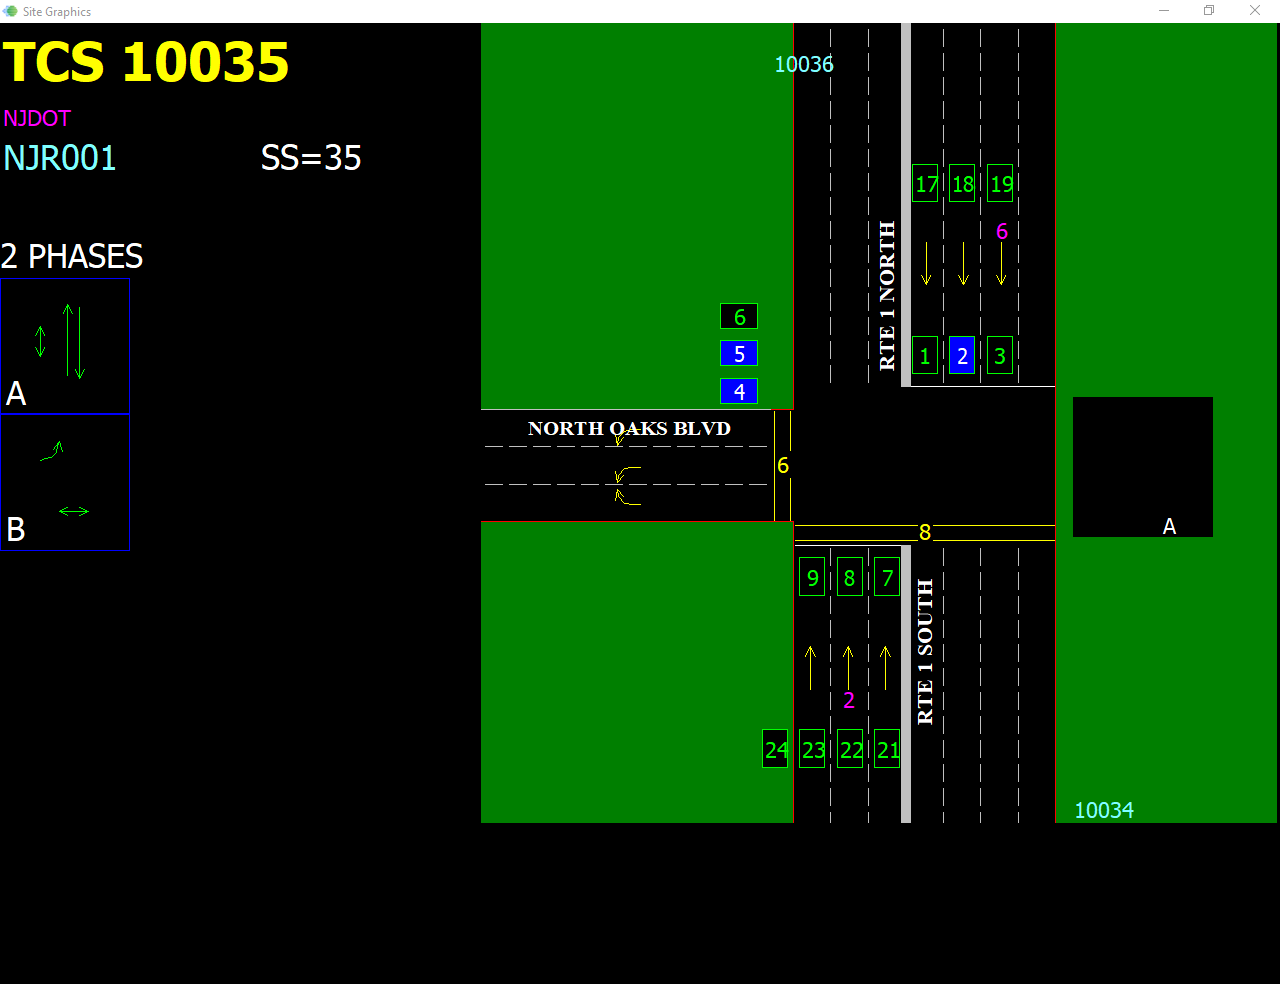 Site Graphics
TCS 10035
NJDOT
NJR001 SS=35
2 PHASES
A
B
10036
17 18 19
6
RTE 1 NORTH
1 2 3
6
5
4
NORTH OAKS BLVD
6
8
A
9 8 7
RTE 1 SOUTH
2
24 23 22 21
10034